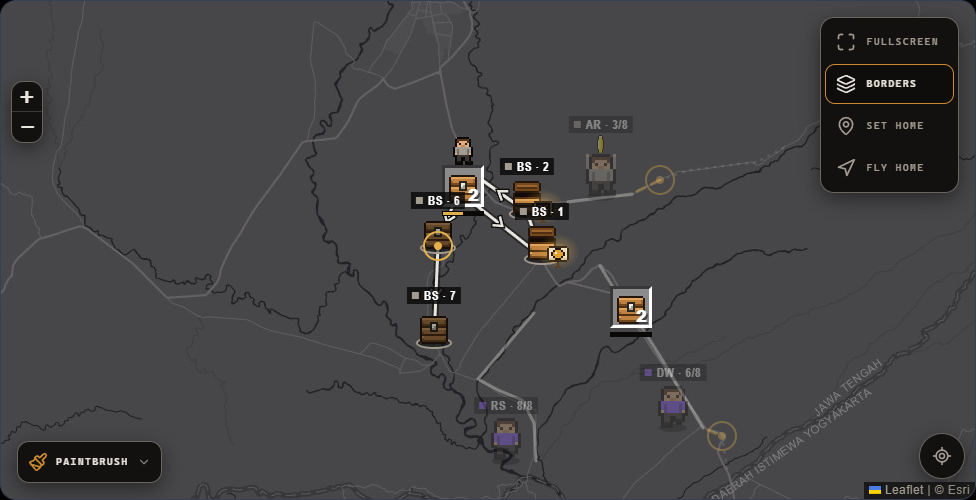 FULLSCREEN
BORDERS
SET HOME
FLY HOME
+
−
AR - 3/8
BS - 2
2
BS - 6
BS - 1
BS - 7
2
DW - 6/8
RS - 8/8
JAWA TENGAH
DAERAH ISTIMEWA YOGYAKARTA
PAINTBRUSH
Leaflet | © Esri